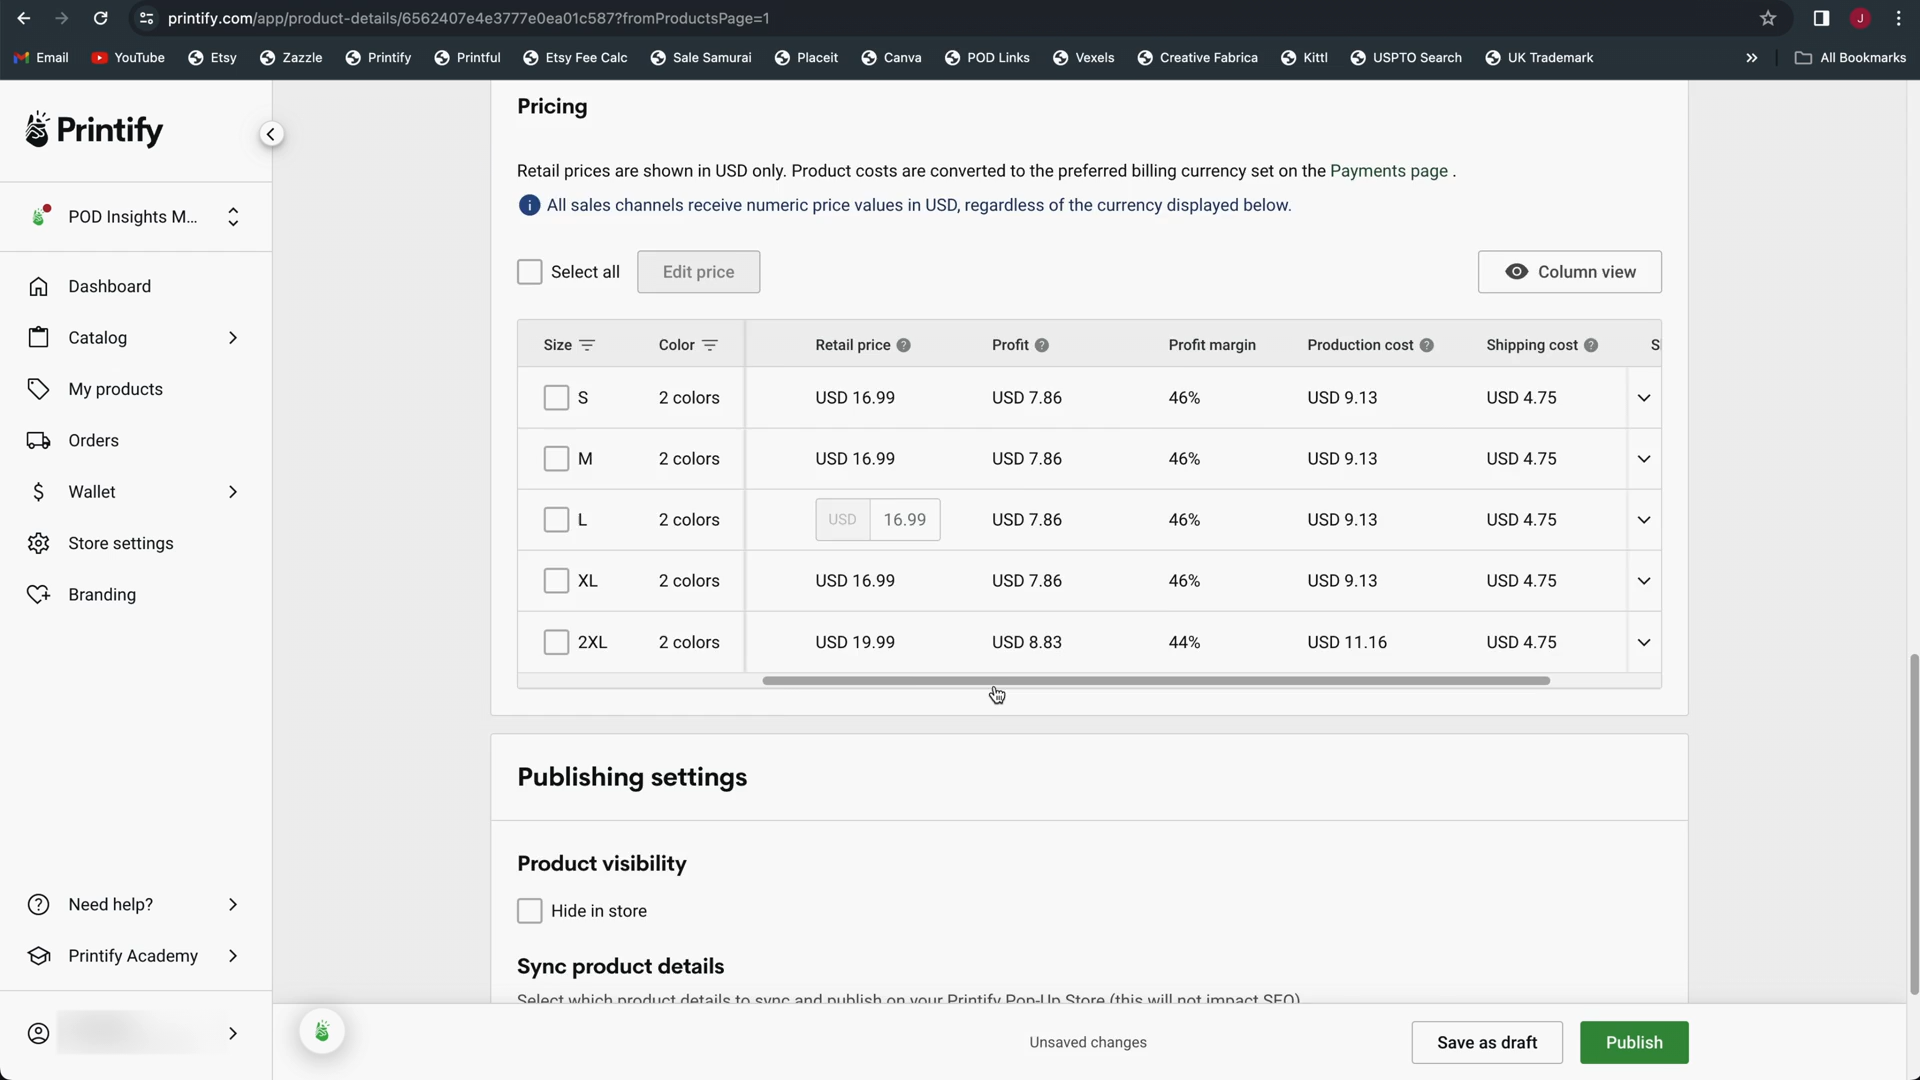 printify.com/app/product-details/6562407e4e3777e0ea01c587?fromProductsPage=1
J
Email YouTube Etsy Zazzle Printify Printful Etsy Fee Calc Sale Samurai Placeit Canva POD Links Vexels Creative Fabrica Kittl USPTO Search UK Trademark » All Bookmarks
Printify
POD Insights M...
Dashboard
Catalog
My products
Orders
Wallet
Store settings
Branding
Need help?
Printify Academy
Pricing
Retail prices are shown in USD only. Product costs are converted to the preferred billing currency set on the Payments page .
All sales channels receive numeric price values in USD, regardless of the currency displayed below.
Select all Edit price Column view
Size Color Retail price Profit Profit margin Production cost Shipping cost S
S 2 colors USD 16.99 USD 7.86 46% USD 9.13 USD 4.75
M 2 colors USD 16.99 USD 7.86 46% USD 9.13 USD 4.75
L 2 colors USD 16.99 USD 7.86 46% USD 9.13 USD 4.75
XL 2 colors USD 16.99 USD 7.86 46% USD 9.13 USD 4.75
2XL 2 colors USD 19.99 USD 8.83 44% USD 11.16 USD 4.75
Publishing settings
Product visibility
Hide in store
Sync product details
Select which product details to sync and publish on your Printify Pop-Up Store (this will not impact SEO)
Unsaved changes Save as draft Publish